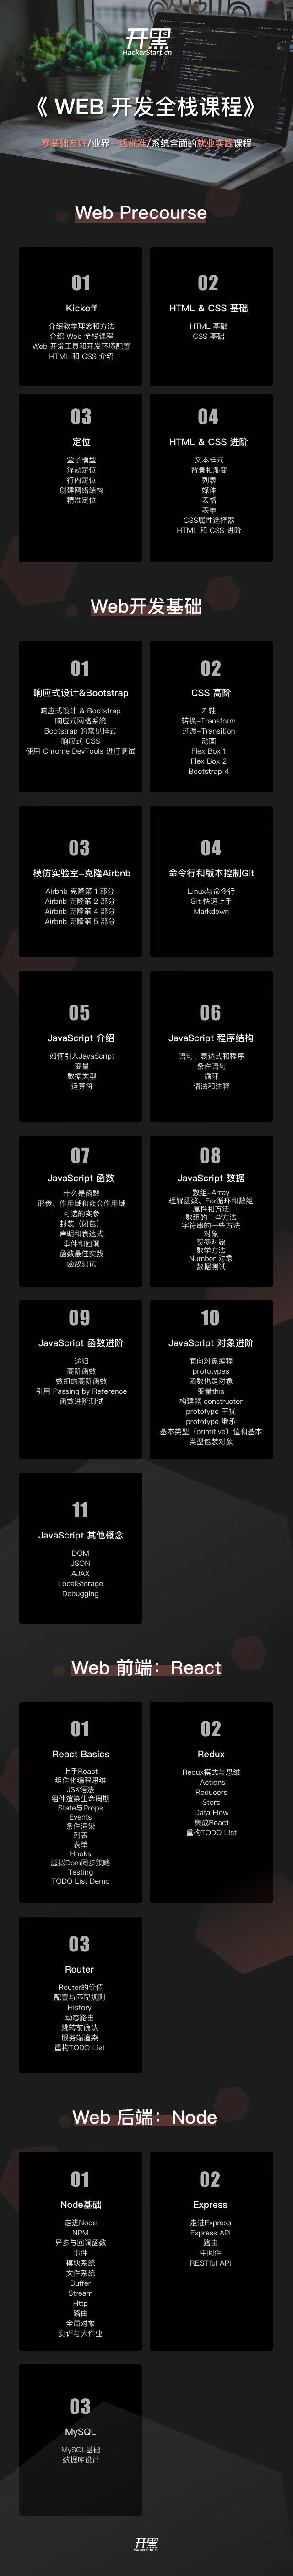 开黑
HackerStart.cn
《 WEB 开发全栈课程》
零基础友好/业界一线标准/系统全面的就业实践课程
Web Precourse
01
Kickoff
介绍教学理念和方法
介绍 Web 全栈课程
Web 开发工具和开发环境配置
HTML 和 CSS 介绍
02
HTML & CSS 基础
HTML 基础
CSS 基础
03
定位
盒子模型
浮动定位
行内定位
创建网络结构
精准定位
04
HTML & CSS 进阶
文本样式
背景和渐变
列表
媒体
表格
表单
CSS属性选择器
HTML 和 CSS 进阶
Web开发基础
01
响应式设计&Bootstrap
响应式设计 & Bootstrap
响应式网格系统
Bootstrap 的常见样式
响应式 CSS
使用 Chrome DevTools 进行调试
02
CSS 高阶
Z 轴
转换-Transform
过渡-Transition
动画
Flex Box 1
Flex Box 2
Bootstrap 4
03
模仿实验室-克隆Airbnb
Airbnb 克隆第 1 部分
Airbnb 克隆第 2 部分
Airbnb 克隆第 4 部分
Airbnb 克隆第 5 部分
04
命令行和版本控制Git
Linux与命令行
Git 快速上手
Markdown
05
JavaScript 介绍
如何引入JavaScript
变量
数据类型
运算符
06
JavaScript 程序结构
语句、表达式和程序
条件语句
循环
语法和注释
07
JavaScript 函数
什么是函数
形参、作用域和嵌套作用域
可选的实参
封装（闭包）
声明和表达式
事件和回调
函数最佳实践
函数测试
08
JavaScript 数据
数组-Array
理解函数、For循环和数组
属性和方法
数组的一些方法
字符串的一些方法
对象
实参对象
数学方法
Number 对象
数据测试
09
JavaScript 函数进阶
递归
高阶函数
数组的高阶函数
引用 Passing by Reference
函数进阶测试
10
JavaScript 对象进阶
面向对象编程
prototypes
函数也是对象
变量this
构建器 constructor
prototype 干扰
prototype 继承
基本类型（primitive）值和基本
类型包装对象
11
JavaScript 其他概念
DOM
JSON
AJAX
LocalStorage
Debugging
Web 前端：React
01
React Basics
上手React
组件化编程思维
JSX语法
组件渲染生命周期
State与Props
Events
条件渲染
列表
表单
Hooks
虚拟Dom同步策略
Testing
TODO List Demo
02
Redux
Redux模式与思维
Actions
Reducers
Store
Data Flow
集成React
重构TODO List
03
Router
Router的价值
配置与匹配规则
History
动态路由
跳转前确认
服务端渲染
重构TODO List
Web 后端：Node
01
Node基础
走进Node
NPM
异步与回调函数
事件
模块系统
文件系统
Buffer
Stream
Http
路由
全局对象
测评与大作业
02
Express
走进Express
Express API
路由
中间件
RESTful API
03
MySQL
MySQL基础
数据库设计
开黑
HackerStart.cn